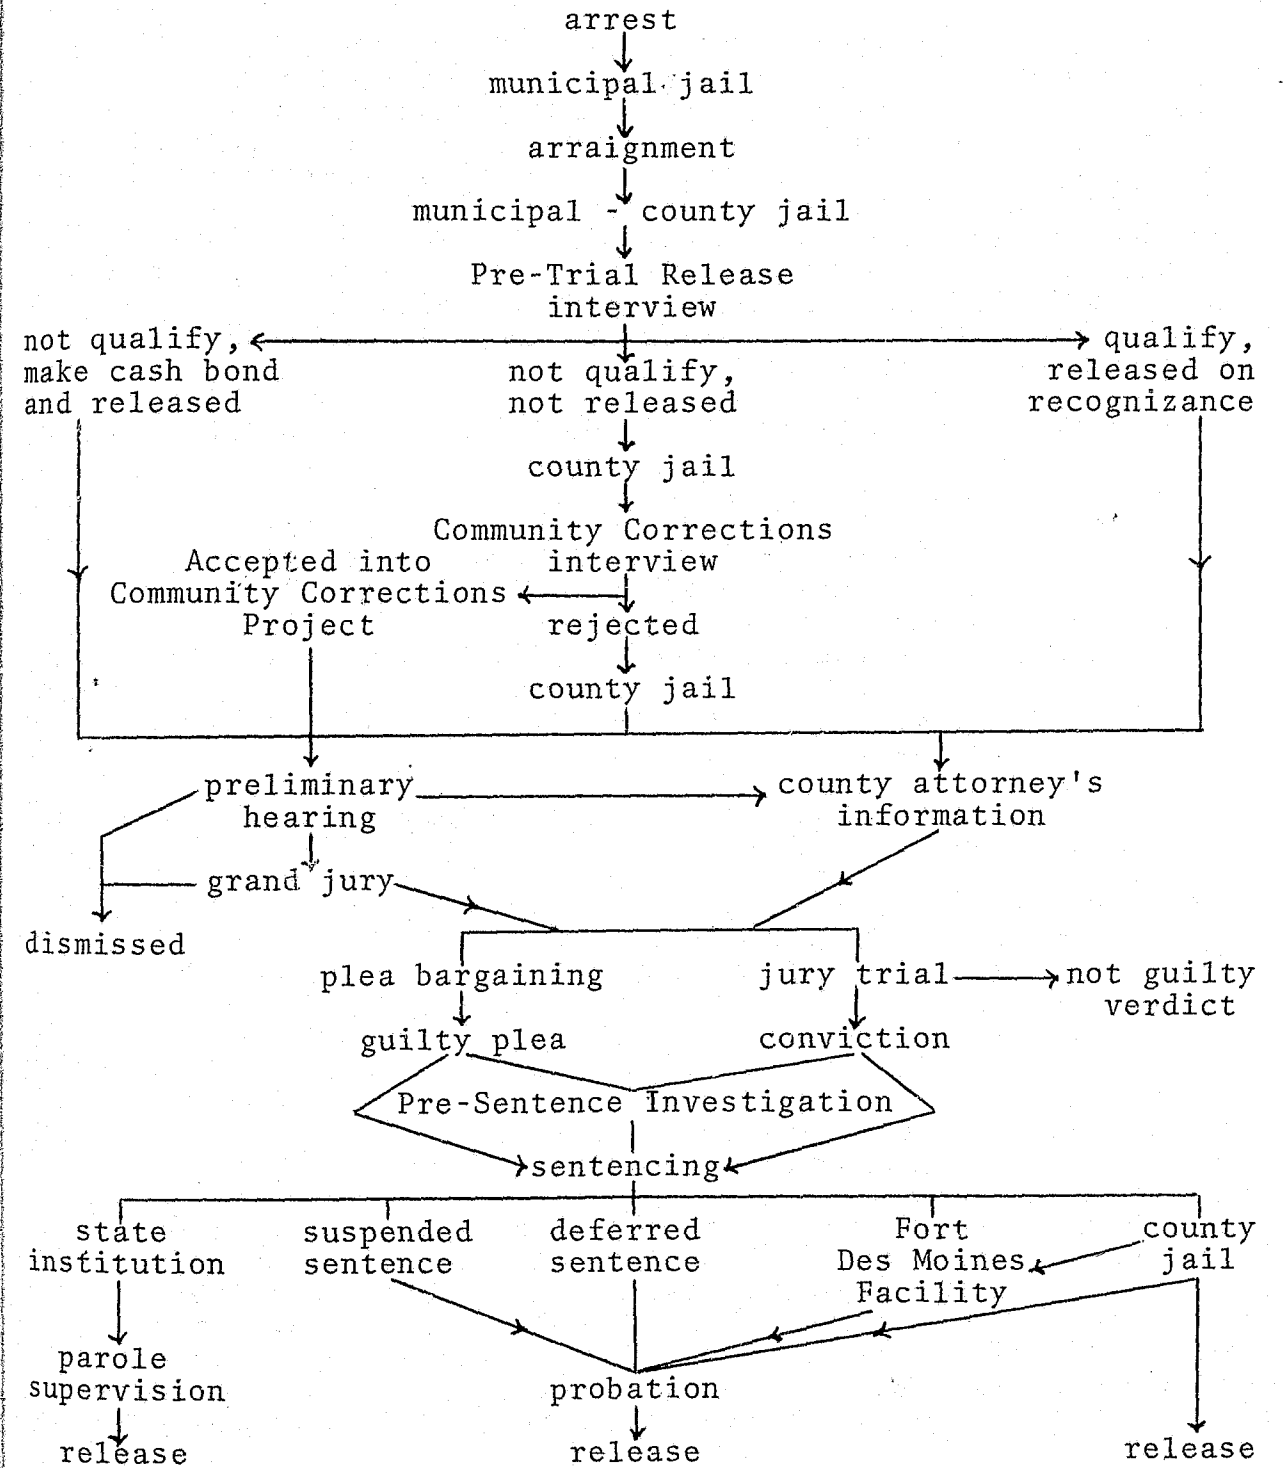 arrest
municipal jail
arraignment
municipal - county jail
Pre-Trial Release
interview
not qualify,
make cash bond
and released
not qualify,
not released
qualify,
released on
recognizance
county jail
Community Corrections
interview
Accepted into
Community Corrections
Project
rejected
county jail
preliminary
hearing
county attorney's
information
grand jury
dismissed
plea bargaining
jury trial
not guilty
verdict
guilty plea
conviction
Pre-Sentence Investigation
sentencing
state
institution
suspended
sentence
deferred
sentence
Fort
Des Moines
Facility
county
jail
parole
supervision
probation
release
release
release